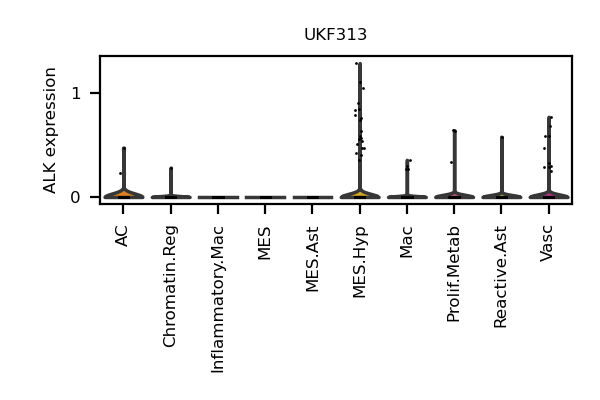 UKF313
ALK expression
1
0
AC
Chromatin.Reg
Inflammatory.Mac
MES
MES.Ast
MES.Hyp
Mac
Prolif.Metab
Reactive.Ast
Vasc